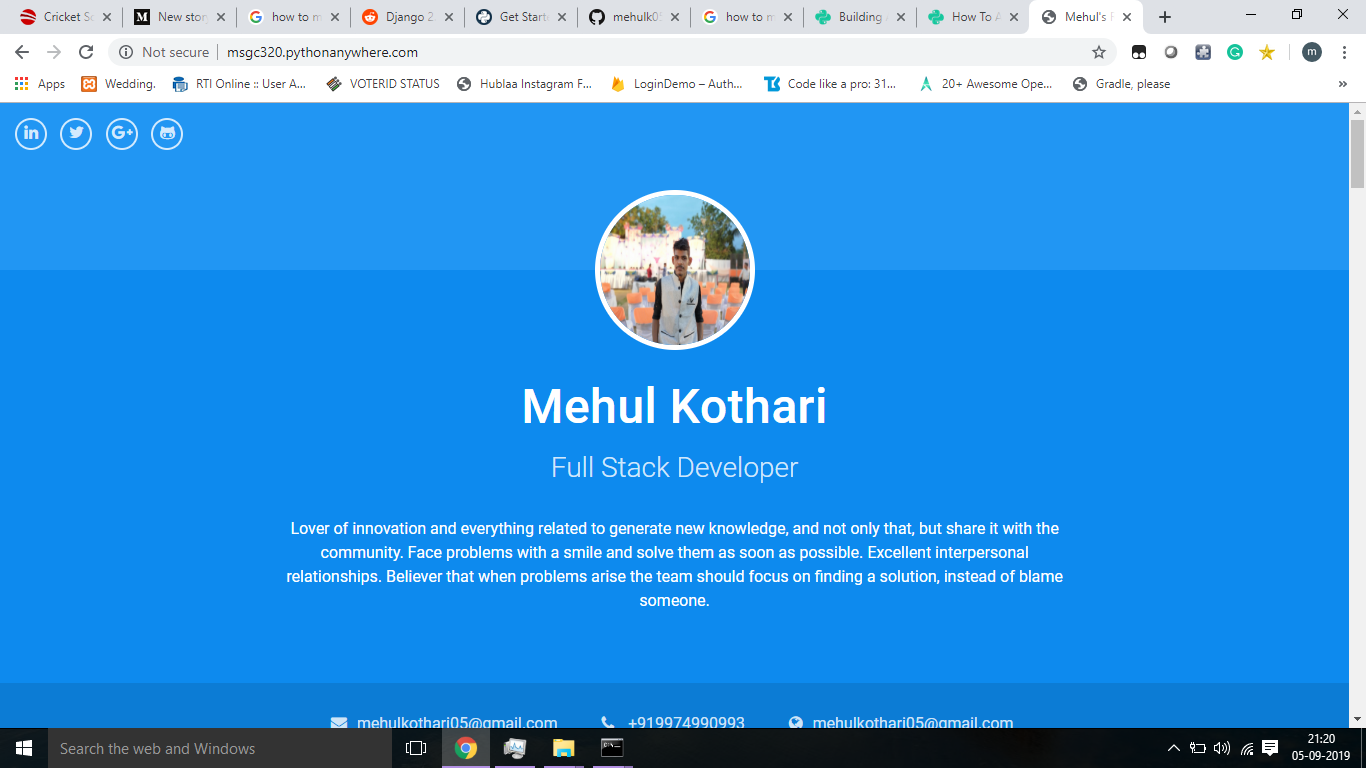 Cricket Sc
New story
how to m
Django 2.
Get Starte
mehulk05
how to m
Building
How To A
Mehul's P
Not secure
msgc320.pythonanywhere.com
m
Apps
Wedding.
RTI Online :: User A...
VOTERID STATUS
Hublaa Instagram F...
LoginDemo – Auth...
Code like a pro: 31...
20+ Awesome Ope...
Gradle, please
»
Mehul Kothari
Full Stack Developer
Lover of innovation and everything related to generate new knowledge, and not only that, but share it with the
community. Face problems with a smile and solve them as soon as possible. Excellent interpersonal
relationships. Believer that when problems arise the team should focus on finding a solution, instead of blame
someone.
mehulkothari05@gmail.com
+919974990993
mehulkothari05@gmail.com
Search the web and Windows
21:20
05-09-2019